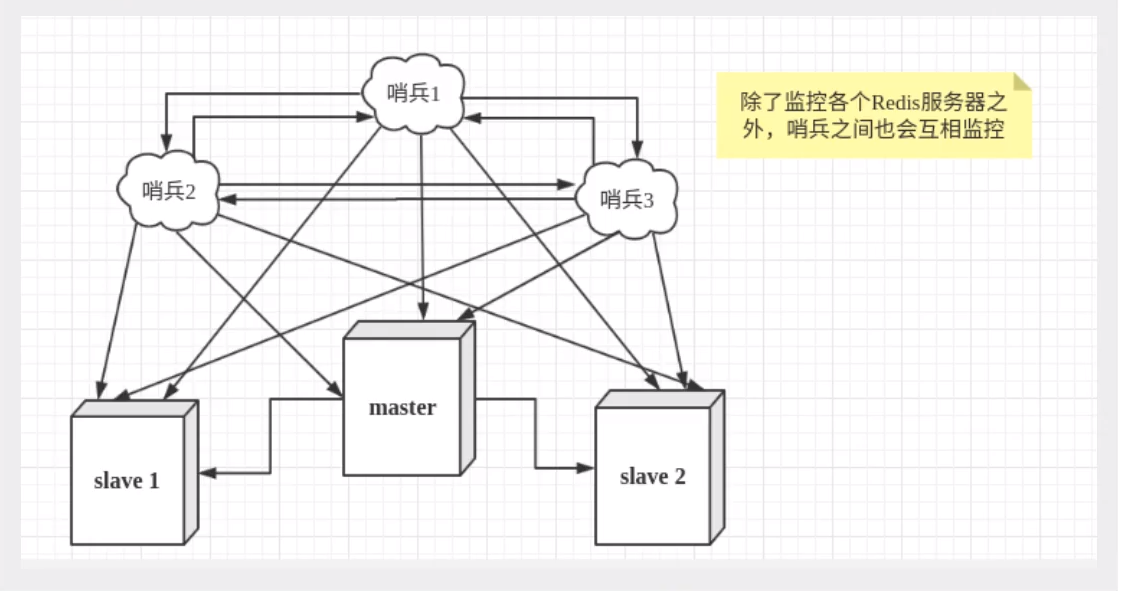 哨兵1
除了监控各个Redis服务器之
外，哨兵之间也会互相监控
哨兵2
哨兵3
master
slave 1
slave 2